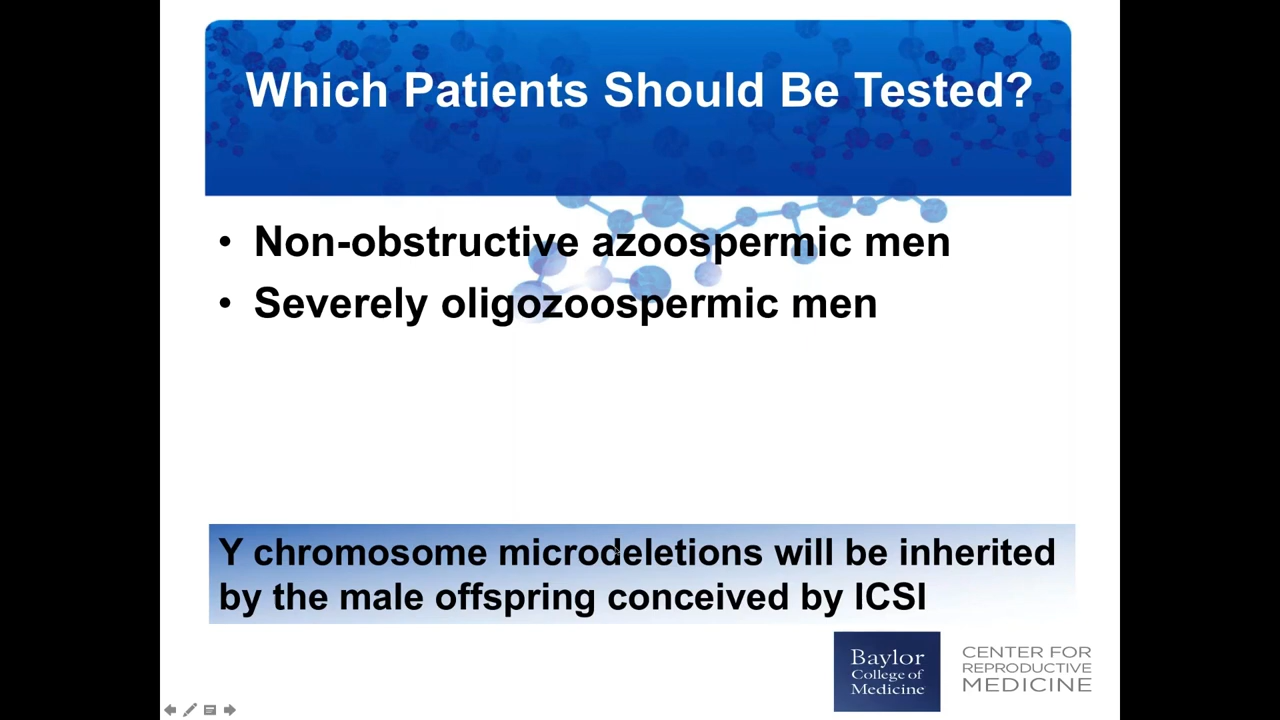 Which Patients Should Be Tested?
• Non-obstructive azoospermic men
• Severely oligozoospermic men
Y chromosome microdeletions will be inherited
by the male offspring conceived by ICSI
Baylor
College of
Medicine
CENTER FOR
REPRODUCTIVE
MEDICINE